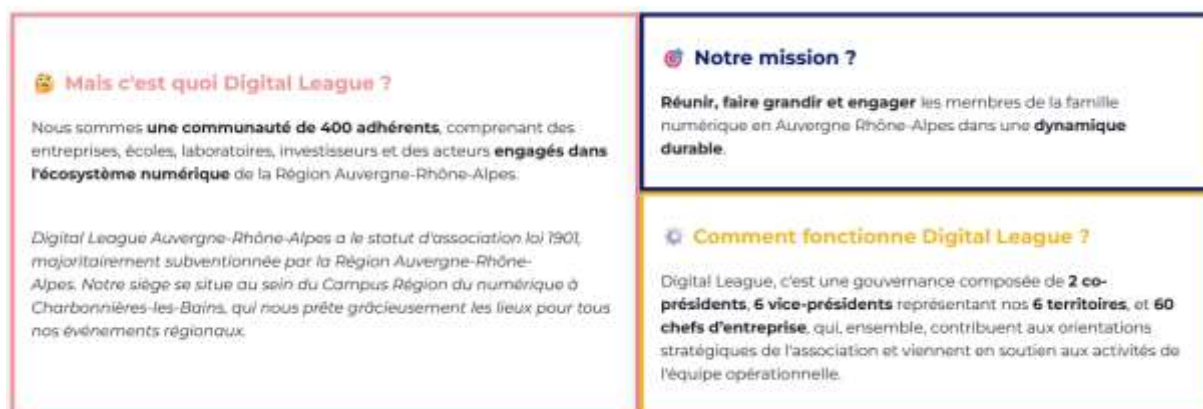 Mais c'est quoi Digital League ?
Nous sommes une communauté de 400 adhérents, comprenant des
entreprises, écoles, laboratoires, investisseurs et des acteurs engagés dans
l'écosystème numérique de la Région Auvergne-Rhône-Alpes.
Digital League Auvergne-Rhône-Alpes a le statut d'association loi 1901,
majoritairement subventionnée par la Région Auvergne-Rhône-
Alpes. Notre siège se situe au sein du Campus Région du numérique à
Charbonnières-les-Bains, qui nous prête grâcieusement les lieux pour tous
nos événements régionaux.
Notre mission ?
Réunir, faire grandir et engager les membres de la famille
numérique en Auvergne Rhône-Alpes dans une dynamique
durable.
Comment fonctionne Digital League ?
Digital League, c'est une gouvernance composée de 2 co-
présidents, 6 vice-présidents représentant nos 6 territoires, et 60
chefs d'entreprise, qui, ensemble, contribuent aux orientations
stratégiques de l'association et viennent en soutien aux activités de
l'équipe opérationnelle.